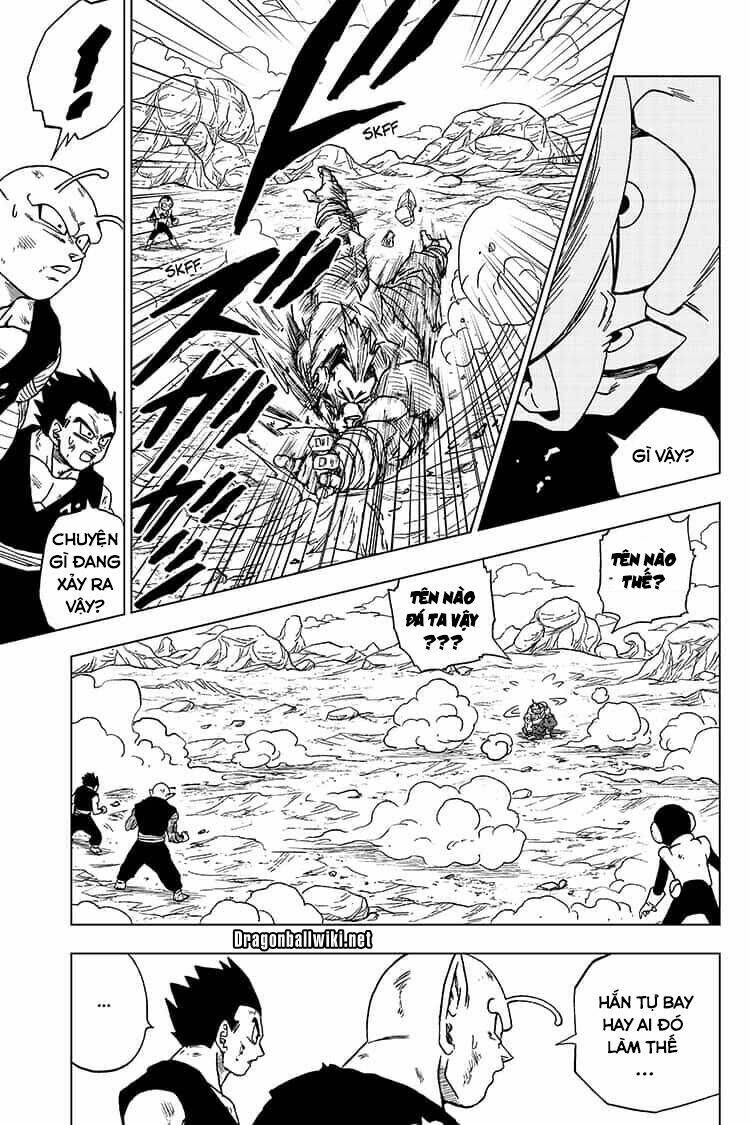 GÌ VẬY?
SKFF
SKFF
!
CHUYỆN
GÌ ĐANG
XẢY RA
VẬY?
TÊN NÀO
THẾ?
TÊN NÀO
ĐÁ TA VẬY
???
Dragonballwiki.net
HẮN TỰ BAY
HAY AI ĐÓ
LÀM THẾ
...
...